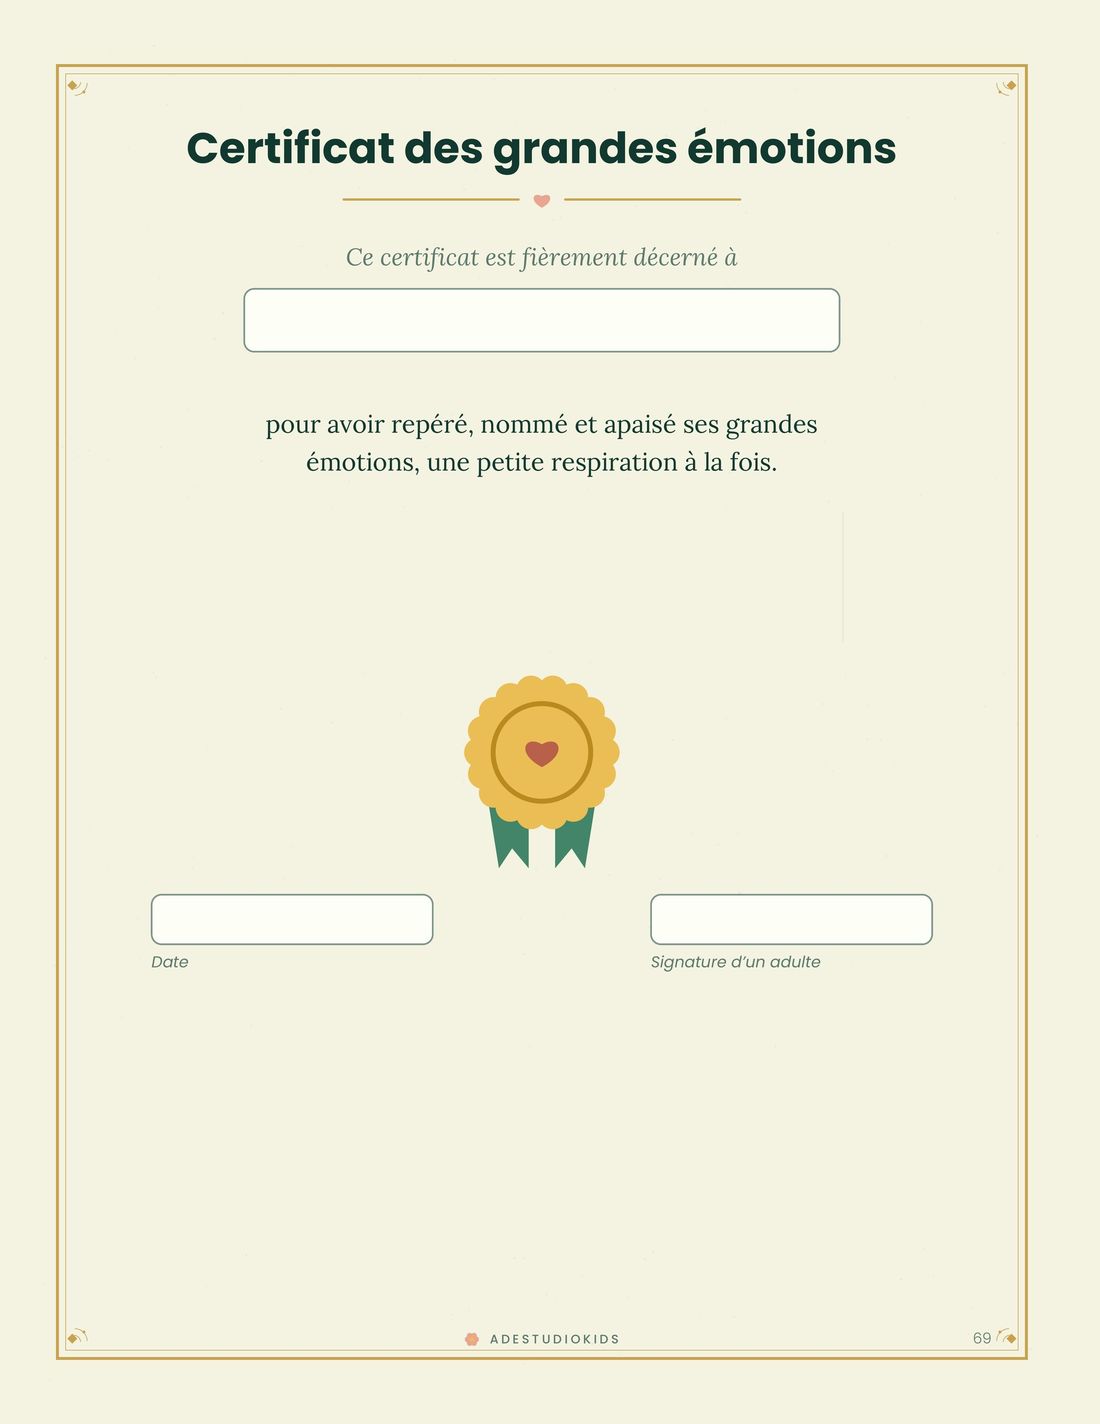 Certificat des grandes émotions
Ce certificat est fièrement décerné à
pour avoir repéré, nommé et apaisé ses grandes
émotions, une petite respiration à la fois.
Date
Signature d’un adulte
ADESTUDIOKIDS
69